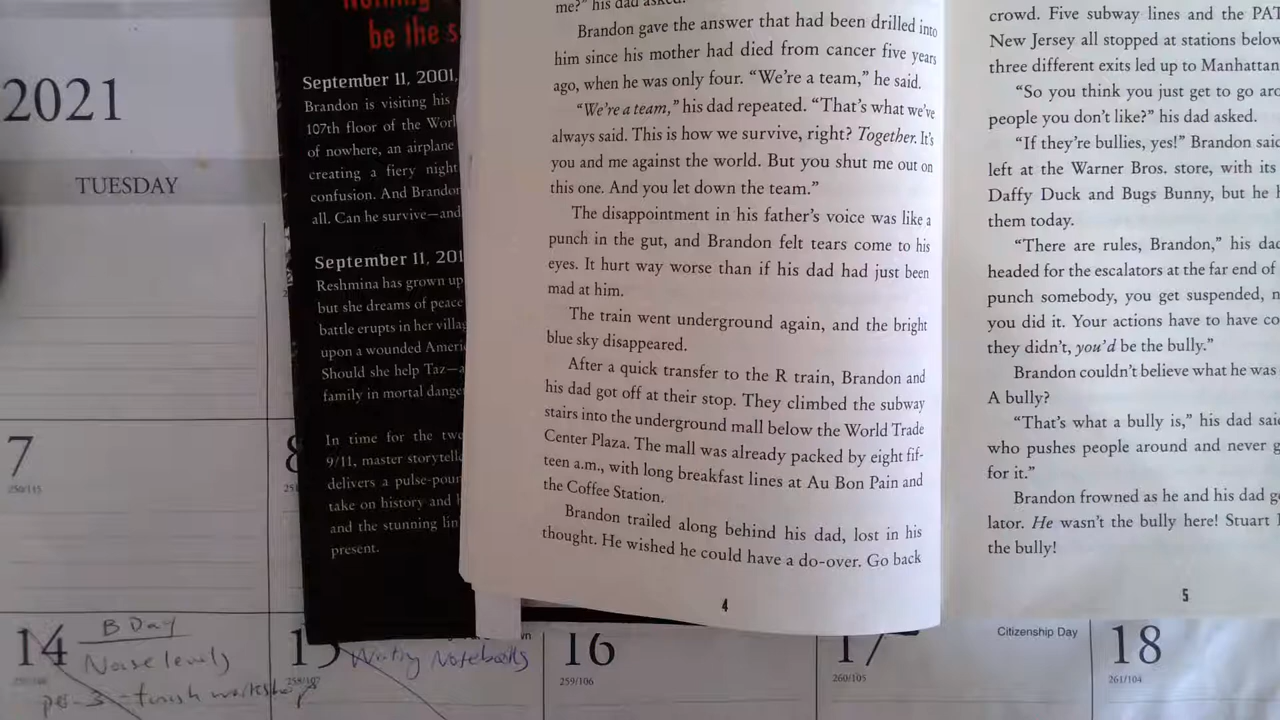 2021
TUESDAY
7
250/115
8
14
B Day
Noise levels
per 3 - finish workshop
15
258/107
Writing Notebooks
16
259/106
17
260/105
Citizenship Day
18
261/104
be the s
September 11, 2001,
Brandon is visiting his
107th floor of the Worl
of nowhere, an airplane
creating a fiery night
confusion. And Brandon
all. Can he survive—and
September 11, 201
Reshmina has grown up
but she dreams of peace
battle erupts in her villag
upon a wounded Ameri
Should she help Taz—a
family in mortal dange
In time for the twe
9/11, master storytelle
delivers a pulse-pour
take on history and h
and the stunning lin
present.
me?" his dad asked.
Brandon gave the answer that had been drilled into
him since his mother had died from cancer five years
ago, when he was only four. "We're a team," he said.
"We're a team," his dad repeated. "That's what we've
always said. This is how we survive, right? Together. It's
you and me against the world. But you shut me out on
this one. And you let down the team."
The disappointment in his father's voice was like a
punch in the gut, and Brandon felt tears come to his
eyes. It hurt way worse than if his dad had just been
mad at him.
The train went underground again, and the bright
blue sky disappeared.
After a quick transfer to the R train, Brandon and
his dad got off at their stop. They climbed the subway
stairs into the underground mall below the World Trade
Center Plaza. The mall was already packed by eight fif-
teen a.m., with long breakfast lines at Au Bon Pain and
the Coffee Station.
Brandon trailed along behind his dad, lost in his
thought. He wished he could have a do-over. Go back
4
crowd. Five subway lines and the PAT
New Jersey all stopped at stations below
three different exits led up to Manhattan
"So you think you just get to go aro
people you don't like?" his dad asked.
"If they're bullies, yes!" Brandon said
left at the Warner Bros. store, with its
Daffy Duck and Bugs Bunny, but he h
them today.
"There are rules, Brandon," his dad
headed for the escalators at the far end of
punch somebody, you get suspended, n
you did it. Your actions have to have co
they didn't, you'd be the bully."
Brandon couldn't believe what he was
A bully?
"That's what a bully is," his dad said
who pushes people around and never g
for it."
Brandon frowned as he and his dad g
lator. He wasn't the bully here! Stuart
the bully!
5